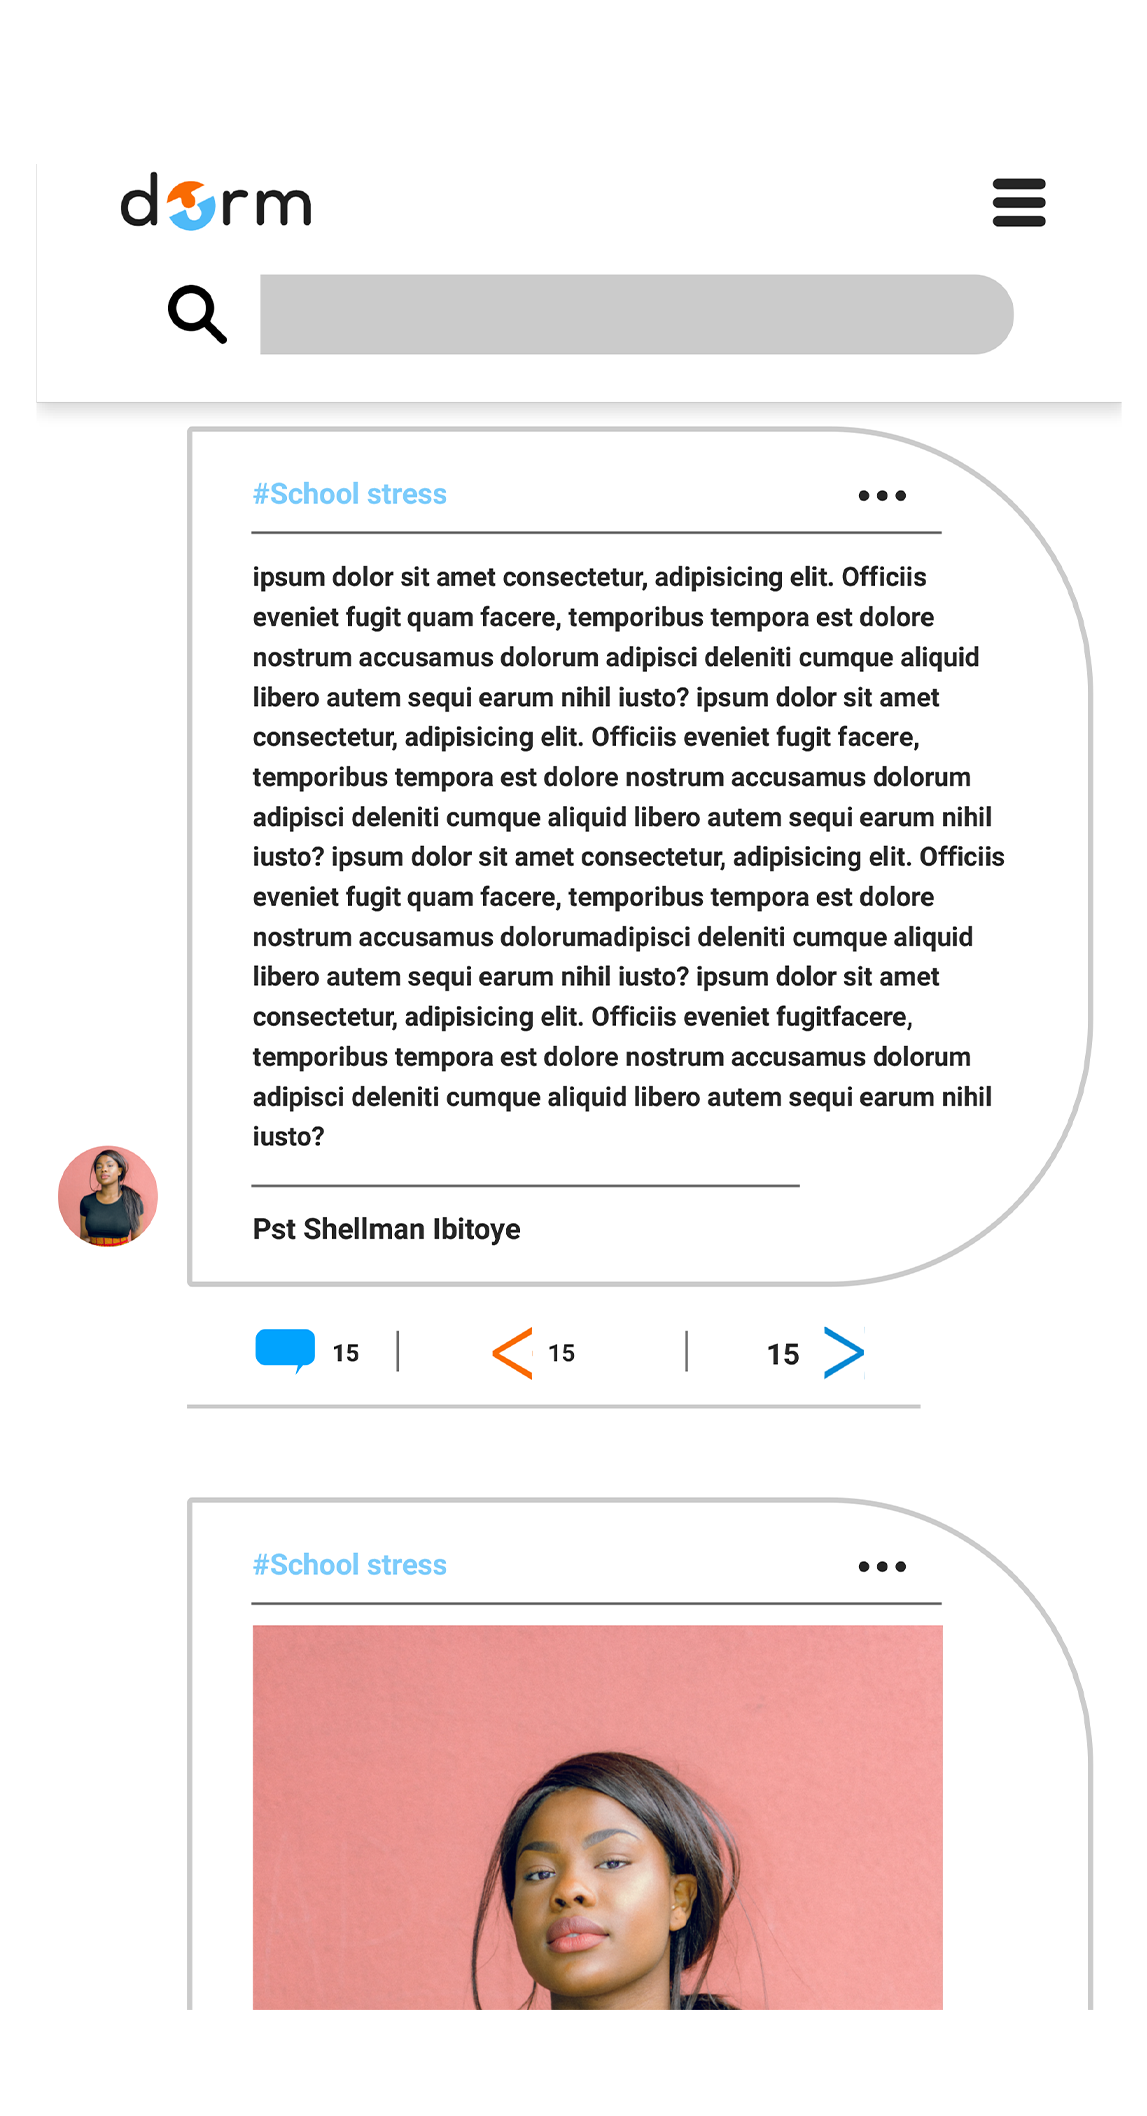 dorm
#School stress
ipsum dolor sit amet consectetur, adipisicing elit. Officiis
eveniet fugit quam facere, temporibus tempora est dolore
nostrum accusamus dolorum adipisci deleniti cumque aliquid
libero autem sequi earum nihil iusto? ipsum dolor sit amet
consectetur, adipisicing elit. Officiis eveniet fugit facere,
temporibus tempora est dolore nostrum accusamus dolorum
adipisci deleniti cumque aliquid libero autem sequi earum nihil
iusto? ipsum dolor sit amet consectetur, adipisicing elit. Officiis
eveniet fugit quam facere, temporibus tempora est dolore
nostrum accusamus dolorumadipisci deleniti cumque aliquid
libero autem sequi earum nihil iusto? ipsum dolor sit amet
consectetur, adipisicing elit. Officiis eveniet fugitfacere,
temporibus tempora est dolore nostrum accusamus dolorum
adipisci deleniti cumque aliquid libero autem sequi earum nihil
iusto?
Pst Shellman Ibitoye
15 15 15
#School stress